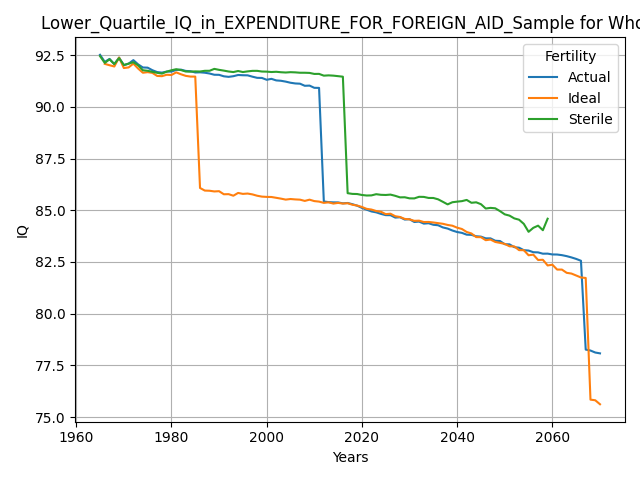 Lower_Quartile_IQ_in_EXPENDITURE_FOR_FOREIGN_AID_Sample for Who
92.5
90.0
87.5
85.0
82.5
80.0
77.5
75.0
IQ
Fertility
Actual
Ideal
Sterile
1960 1980 2000 2020 2040 2060
Years